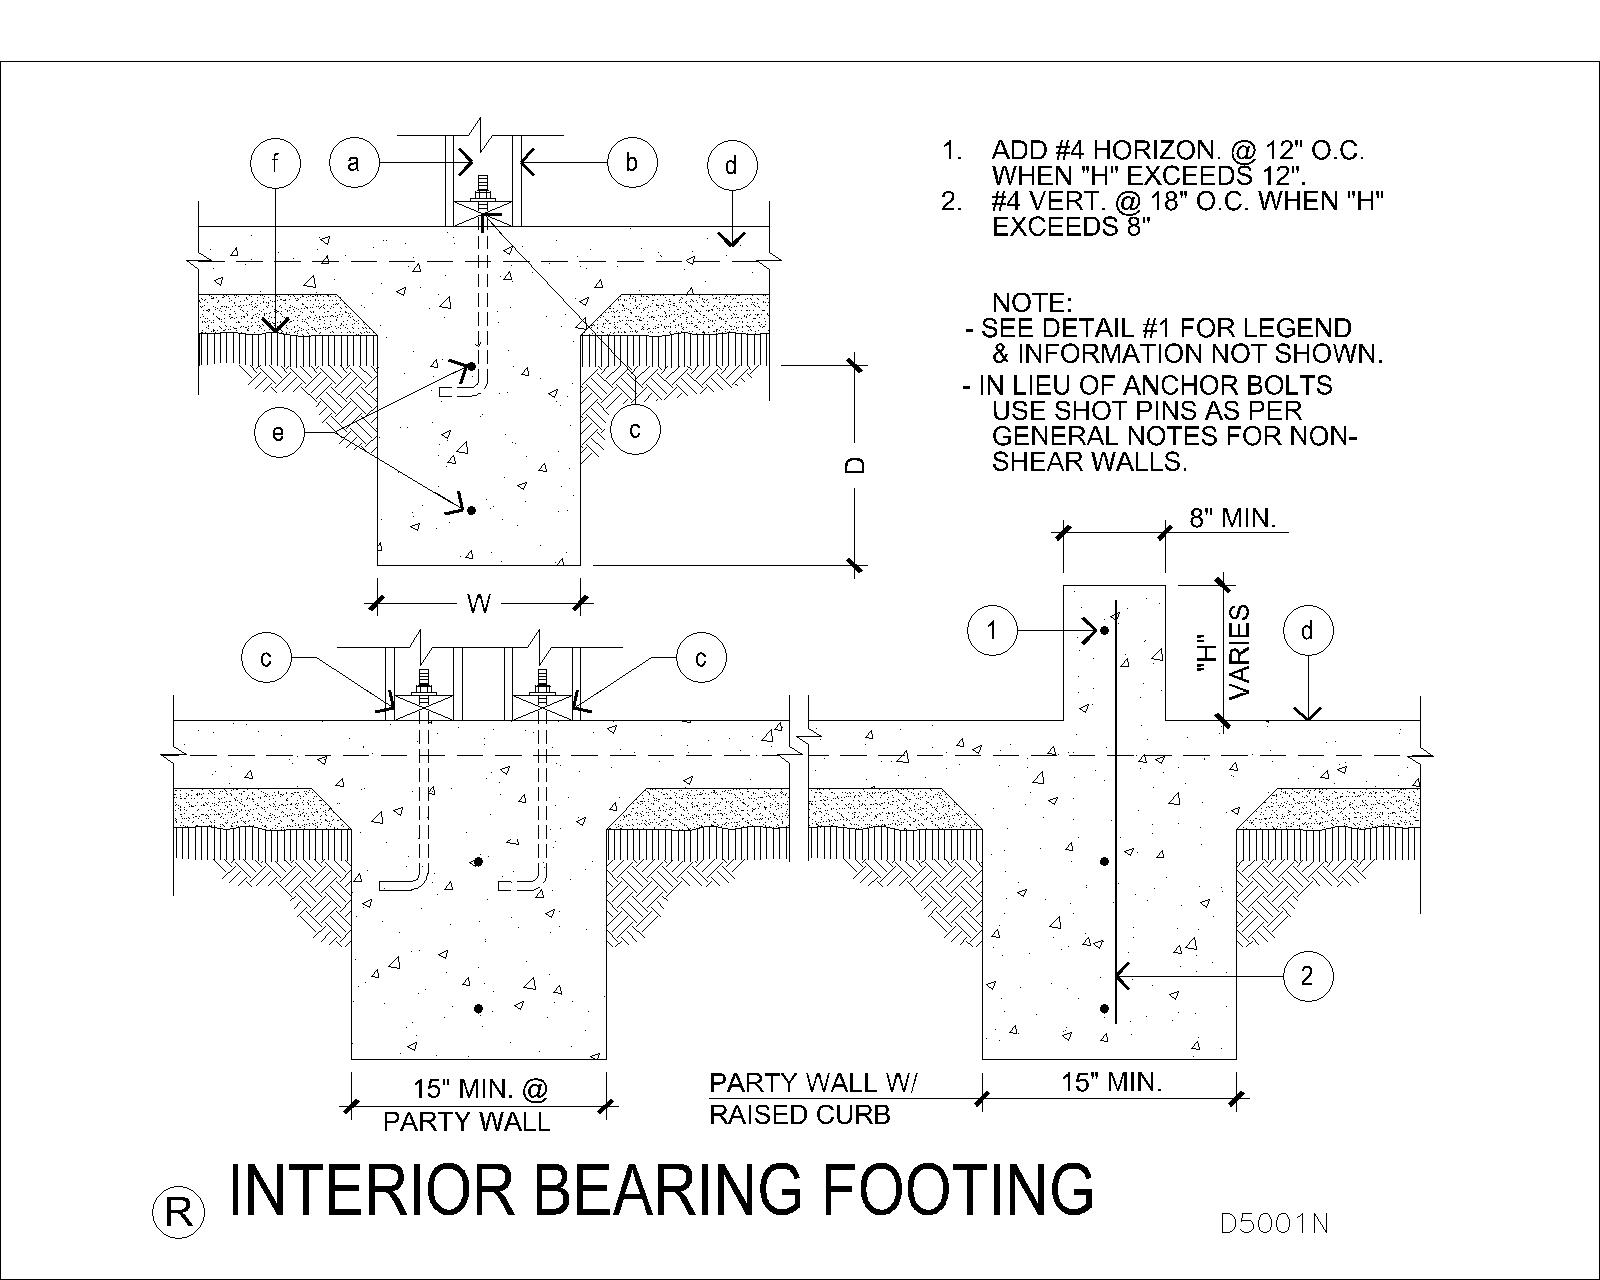 f
a
b
d
1. ADD #4 HORIZON. @ 12" O.C.
WHEN "H" EXCEEDS 12".
2. #4 VERT. @ 18" O.C. WHEN "H"
EXCEEDS 8"
NOTE:
- SEE DETAIL #1 FOR LEGEND
& INFORMATION NOT SHOWN.
- IN LIEU OF ANCHOR BOLTS
USE SHOT PINS AS PER
GENERAL NOTES FOR NON-
SHEAR WALLS.
e
c
D
W
8" MIN.
c
c
1
"H"
VARIES
d
2
15" MIN. @
PARTY WALL
PARTY WALL W/
RAISED CURB
15" MIN.
R INTERIOR BEARING FOOTING
D5001N